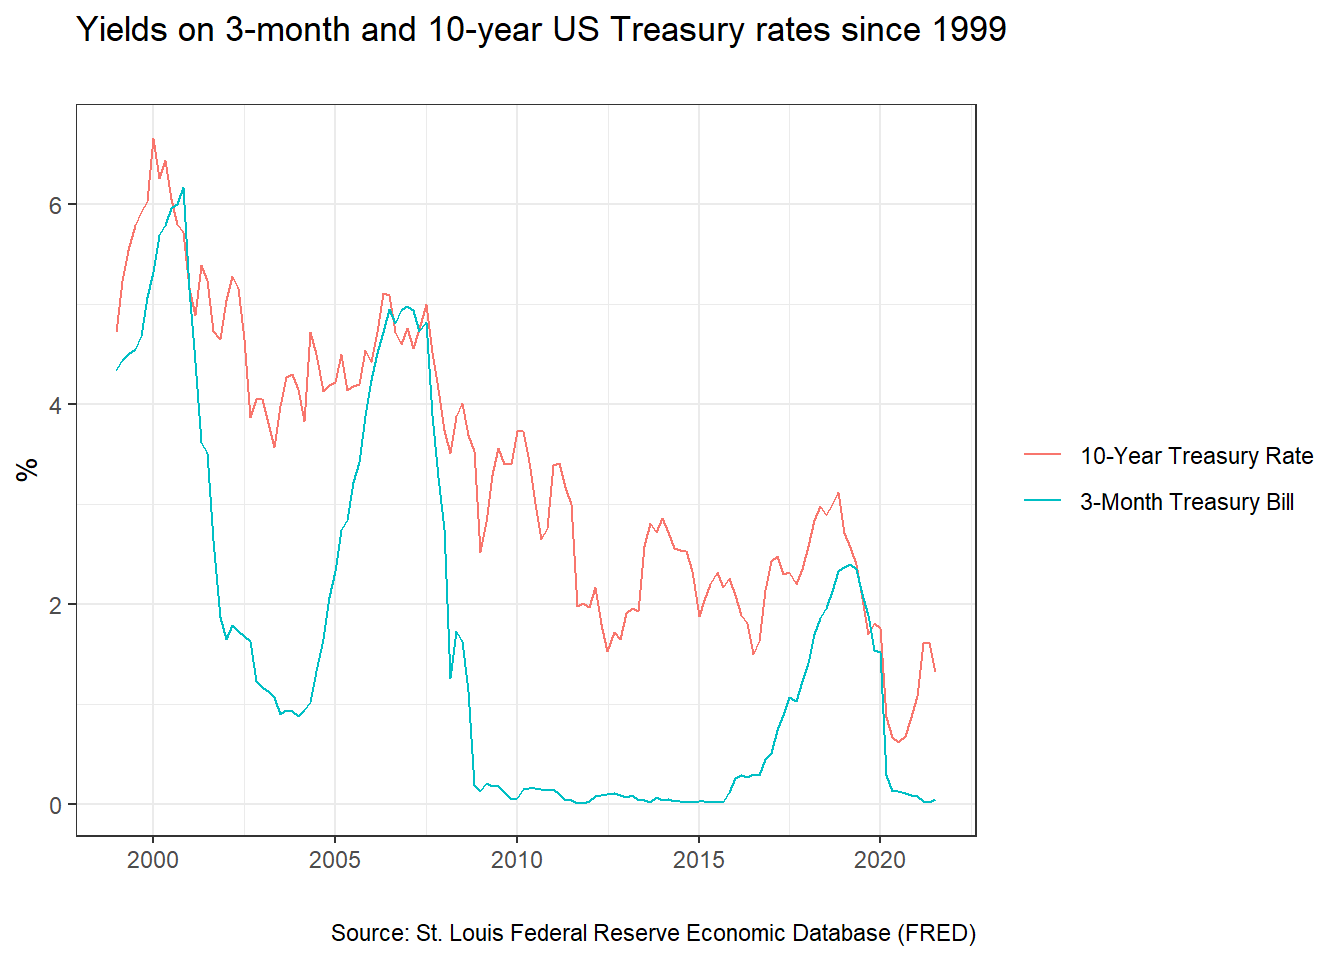 Yields on 3-month and 10-year US Treasury rates since 1999
6
4
2
0
%
2000 2005 2010 2015 2020
10-Year Treasury Rate
3-Month Treasury Bill
Source: St. Louis Federal Reserve Economic Database (FRED)